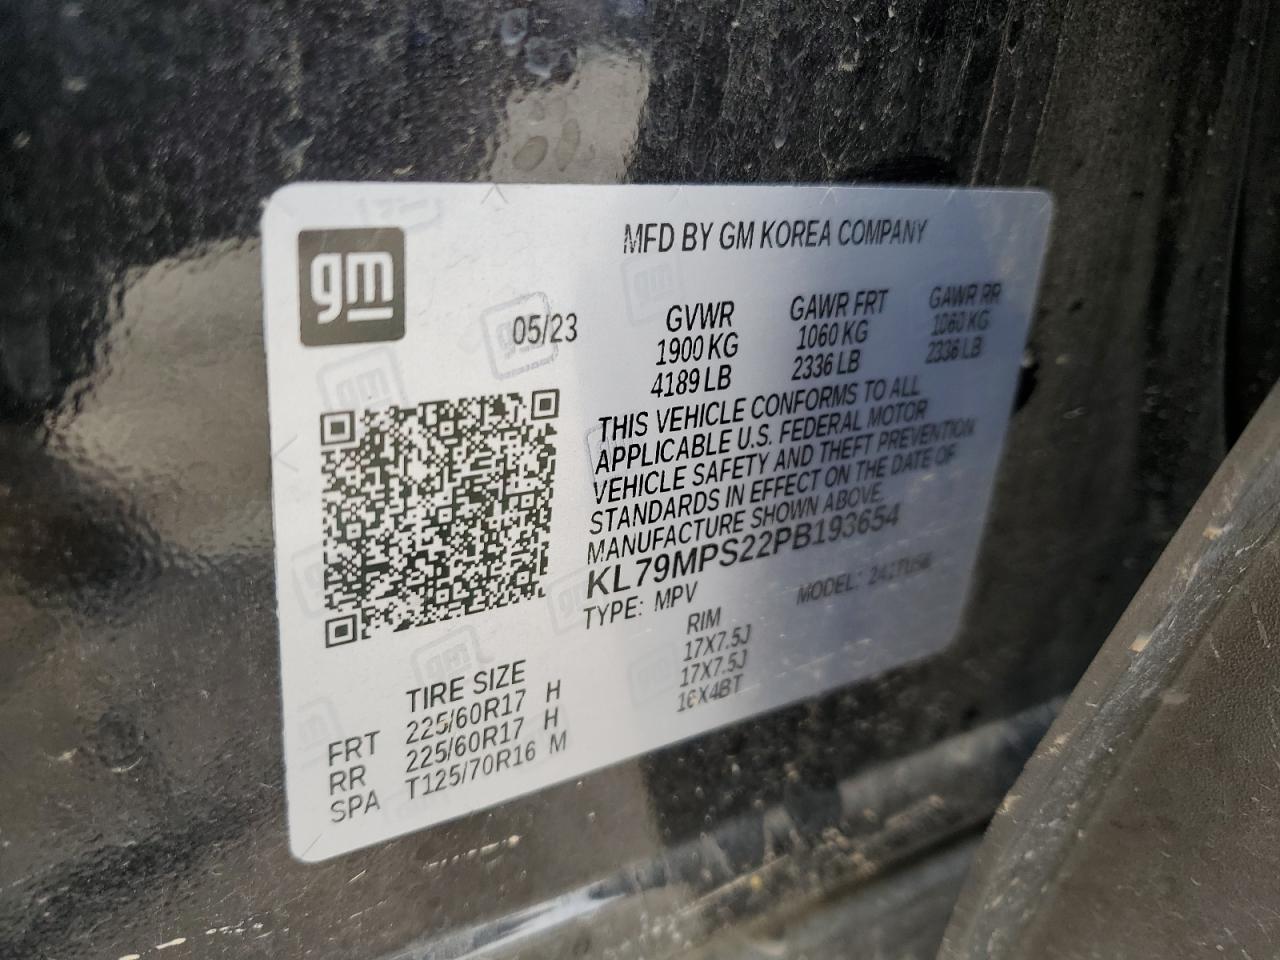 gm
MFD BY GM KOREA COMPANY
05/23
GVWR GAWR FRT GAWR RR
1900 KG 1060 KG 1060 KG
4189 LB 2336 LB 2336 LB
THIS VEHICLE CONFORMS TO ALL
APPLICABLE U.S. FEDERAL MOTOR
VEHICLE SAFETY AND THEFT PREVENTION
STANDARDS IN EFFECT ON THE DATE OF
MANUFACTURE SHOWN ABOVE.
KL79MPS22PB193654
TYPE: MPV MODEL:
TIRE SIZE RIM
FRT 225/60R17 H 17X7.5J
RR 225/60R17 H 17X7.5J
SPA T125/70R16 M 16X4BT